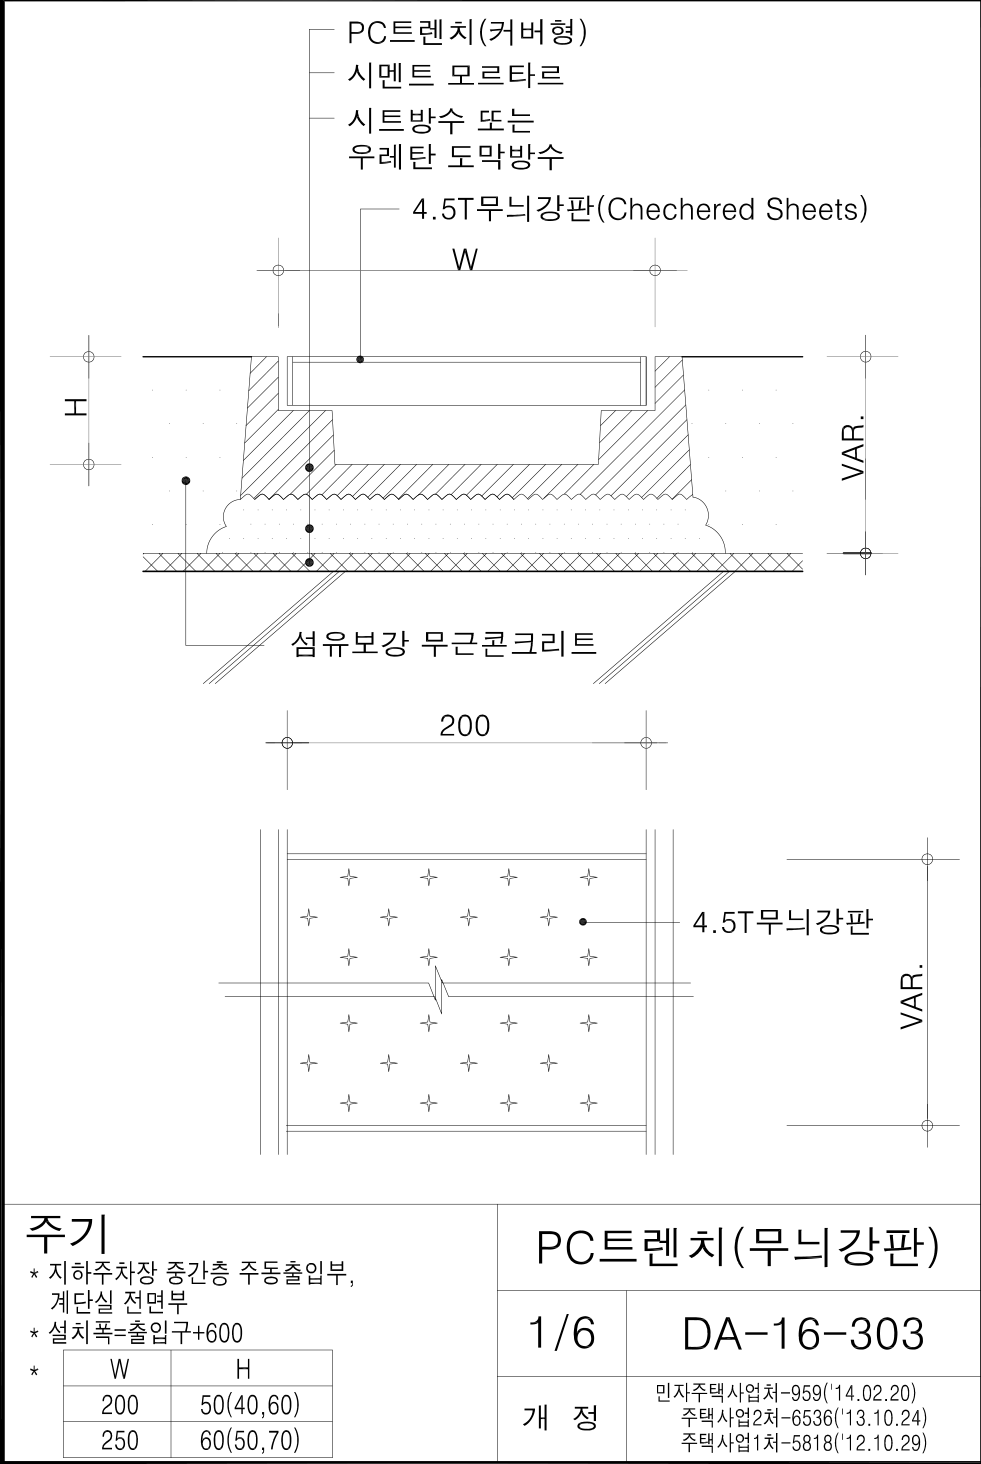 PC트렌치(커버형)
시멘트 모르타르
시트방수 또는
우레탄 도막방수
4.5T무늬강판(Chechered Sheets)
W
H
VAR.
섬유보강 무근콘크리트
200
4.5T무늬강판
VAR.
주기
* 지하주차장 중간층 주동출입부,
계단실 전면부
* 설치폭=출입구+600
*
W H
200 50(40,60)
250 60(50,70)
PC트렌치(무늬강판)
1/6 DA-16-303
개 정
민자주택사업처-959('14.02.20)
주택사업2처-6536('13.10.24)
주택사업1처-5818('12.10.29)